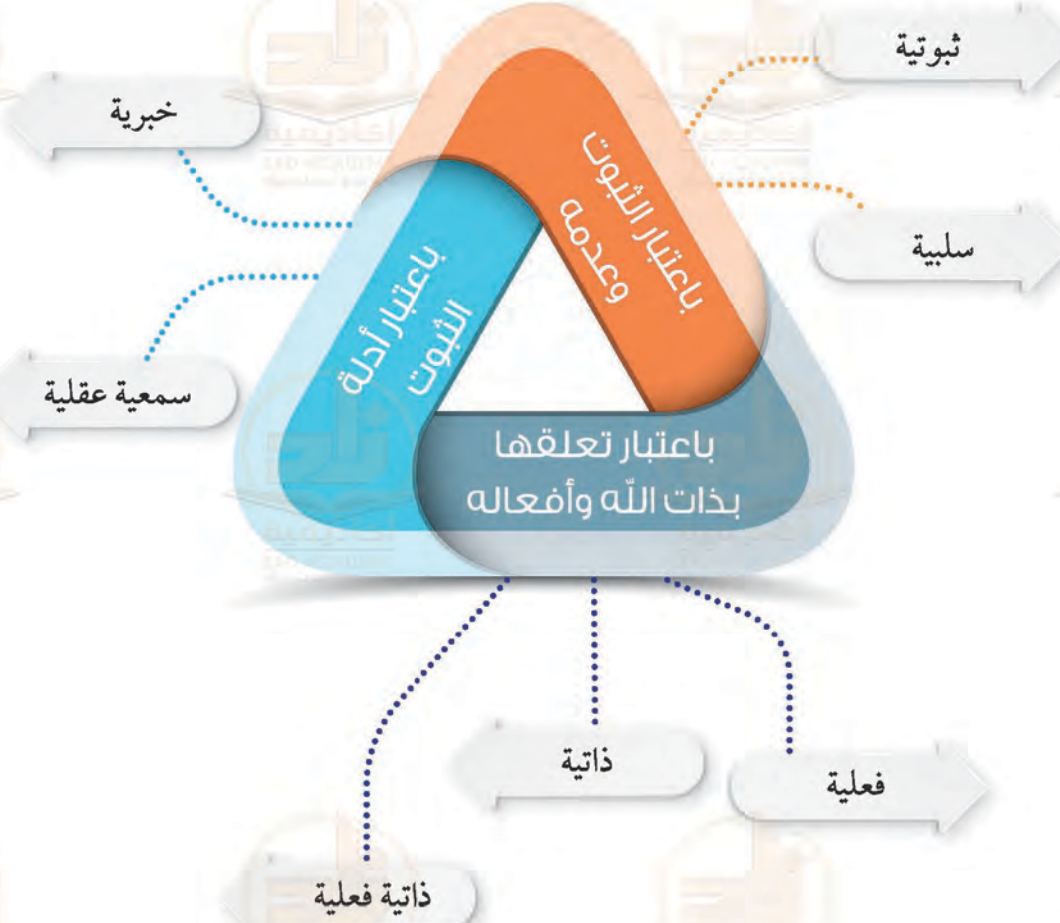 ثبوتية
سلبية
باعتبار الثبوت
وعدمه
خبرية
سمعية عقلية
باعتبار أدلة
الثبوت
باعتبار تعلقها
بذات الله وأفعاله
فعلية
ذاتية
ذاتية فعلية